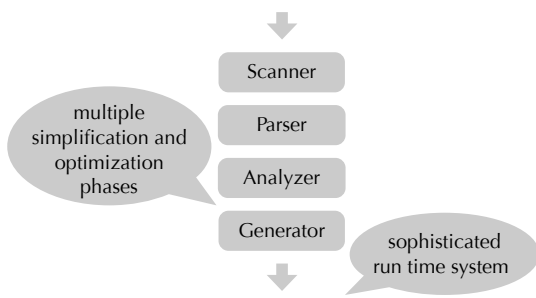 Scanner
multiple
simplification and
optimization
phases
Parser
Analyzer
Generator
sophisticated
run time system